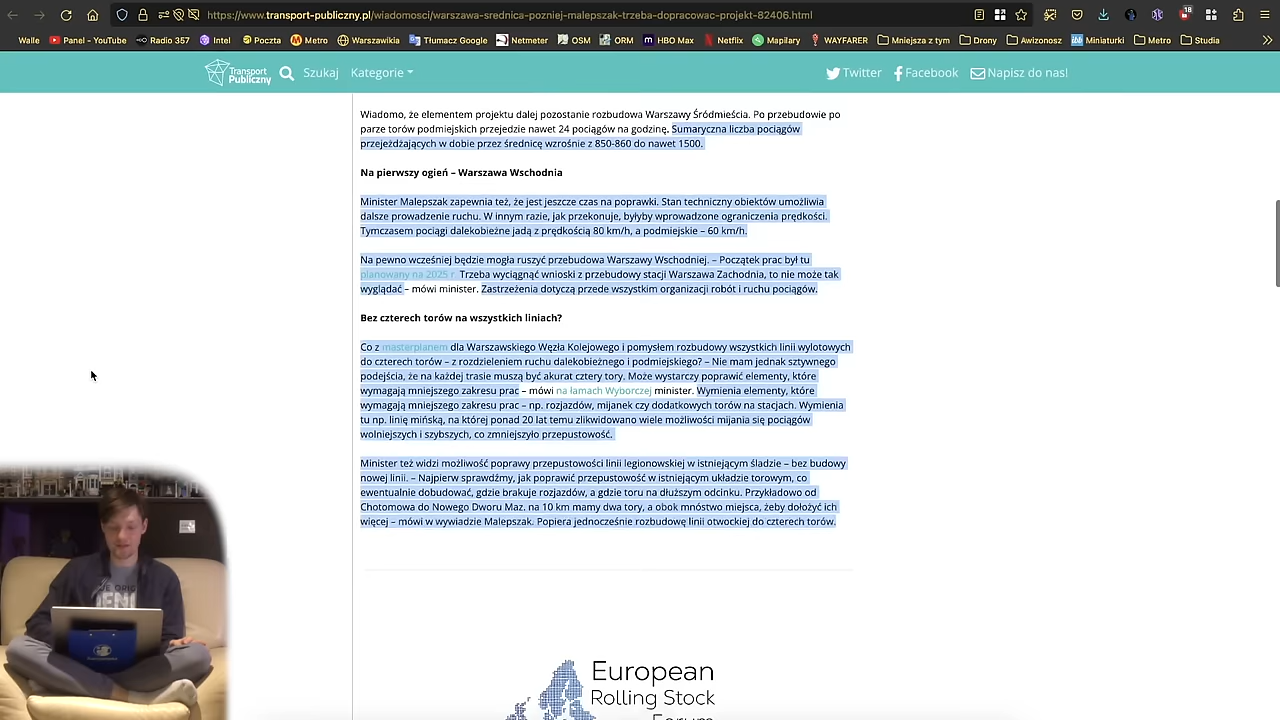 https://www.transport-publiczny.pl/wiadomosci/warszawa-srednica-pozniej-malepszak-trzeba-dopracowac-projekt-82406.html
18
Walle Panel - YouTube Radio 357 Intel Poczta Metro Warszawikia Tłumacz Google Netmeter OSM ORM HBO Max Netflix Mapilary WAYFARER Mniejsza z tym Drony Awizonosz Miniaturki Metro Studia
Transport Publiczny Szukaj Kategorie Twitter Facebook Napisz do nas!
Wiadomo, że elementem projektu dalej pozostanie rozbudowa Warszawy Śródmieścia. Po przebudowie po
parze torów podmiejskich przejedzie nawet 24 pociągów na godzinę. Sumaryczna liczba pociągów
przejeżdżających w dobie przez średnicę wzrośnie z 850-860 do nawet 1500.
Na pierwszy ogień – Warszawa Wschodnia
Minister Malepszak zapewnia też, że jest jeszcze czas na poprawki. Stan techniczny obiektów umożliwia
dalsze prowadzenie ruchu. W innym razie, jak przekonuje, byłyby wprowadzone ograniczenia prędkości.
Tymczasem pociągi dalekobieżne jadą z prędkością 80 km/h, a podmiejskie – 60 km/h.
Na pewno wcześniej będzie mogła ruszyć przebudowa Warszawy Wschodniej. – Początek prac był tu
planowany na 2025 r. Trzeba wyciągnąć wnioski z przebudowy stacji Warszawa Zachodnia, to nie może tak
wyglądać – mówi minister. Zastrzeżenia dotyczą przede wszystkim organizacji robót i ruchu pociągów.
Bez czterech torów na wszystkich liniach?
Co z masterplanem dla Warszawskiego Węzła Kolejowego i pomysłem rozbudowy wszystkich linii wylotowych
do czterech torów – z rozdzieleniem ruchu dalekobieżnego i podmiejskiego? – Nie mam jednak sztywnego
podejścia, że na każdej trasie muszą być akurat cztery tory. Może wystarczy poprawić elementy, które
wymagają mniejszego zakresu prac – mówi na łamach Wyborczej minister. Wymienia elementy, które
wymagają mniejszego zakresu prac – np. rozjazdów, mijanek czy dodatkowych torów na stacjach. Wymienia
tu np. linię mińską, na której ponad 20 lat temu zlikwidowano wiele możliwości mijania się pociągów
wolniejszych i szybszych, co zmniejszyło przepustowość.
Minister też widzi możliwość poprawy przepustowości linii legionowskiej w istniejącym śladzie – bez budowy
nowej linii. – Najpierw sprawdźmy, jak poprawić przepustowość w istniejącym układzie torowym, co
ewentualnie dobudować, gdzie brakuje rozjazdów, a gdzie toru na dłuższym odcinku. Przykładowo od
Chotomowa do Nowego Dworu Maz. na 10 km mamy dwa tory, a obok mnóstwo miejsca, żeby dołożyć ich
więcej – mówi w wywiadzie Malepszak. Popiera jednocześnie rozbudowę linii otwockiej do czterech torów.
European
Rolling Stock
Forum